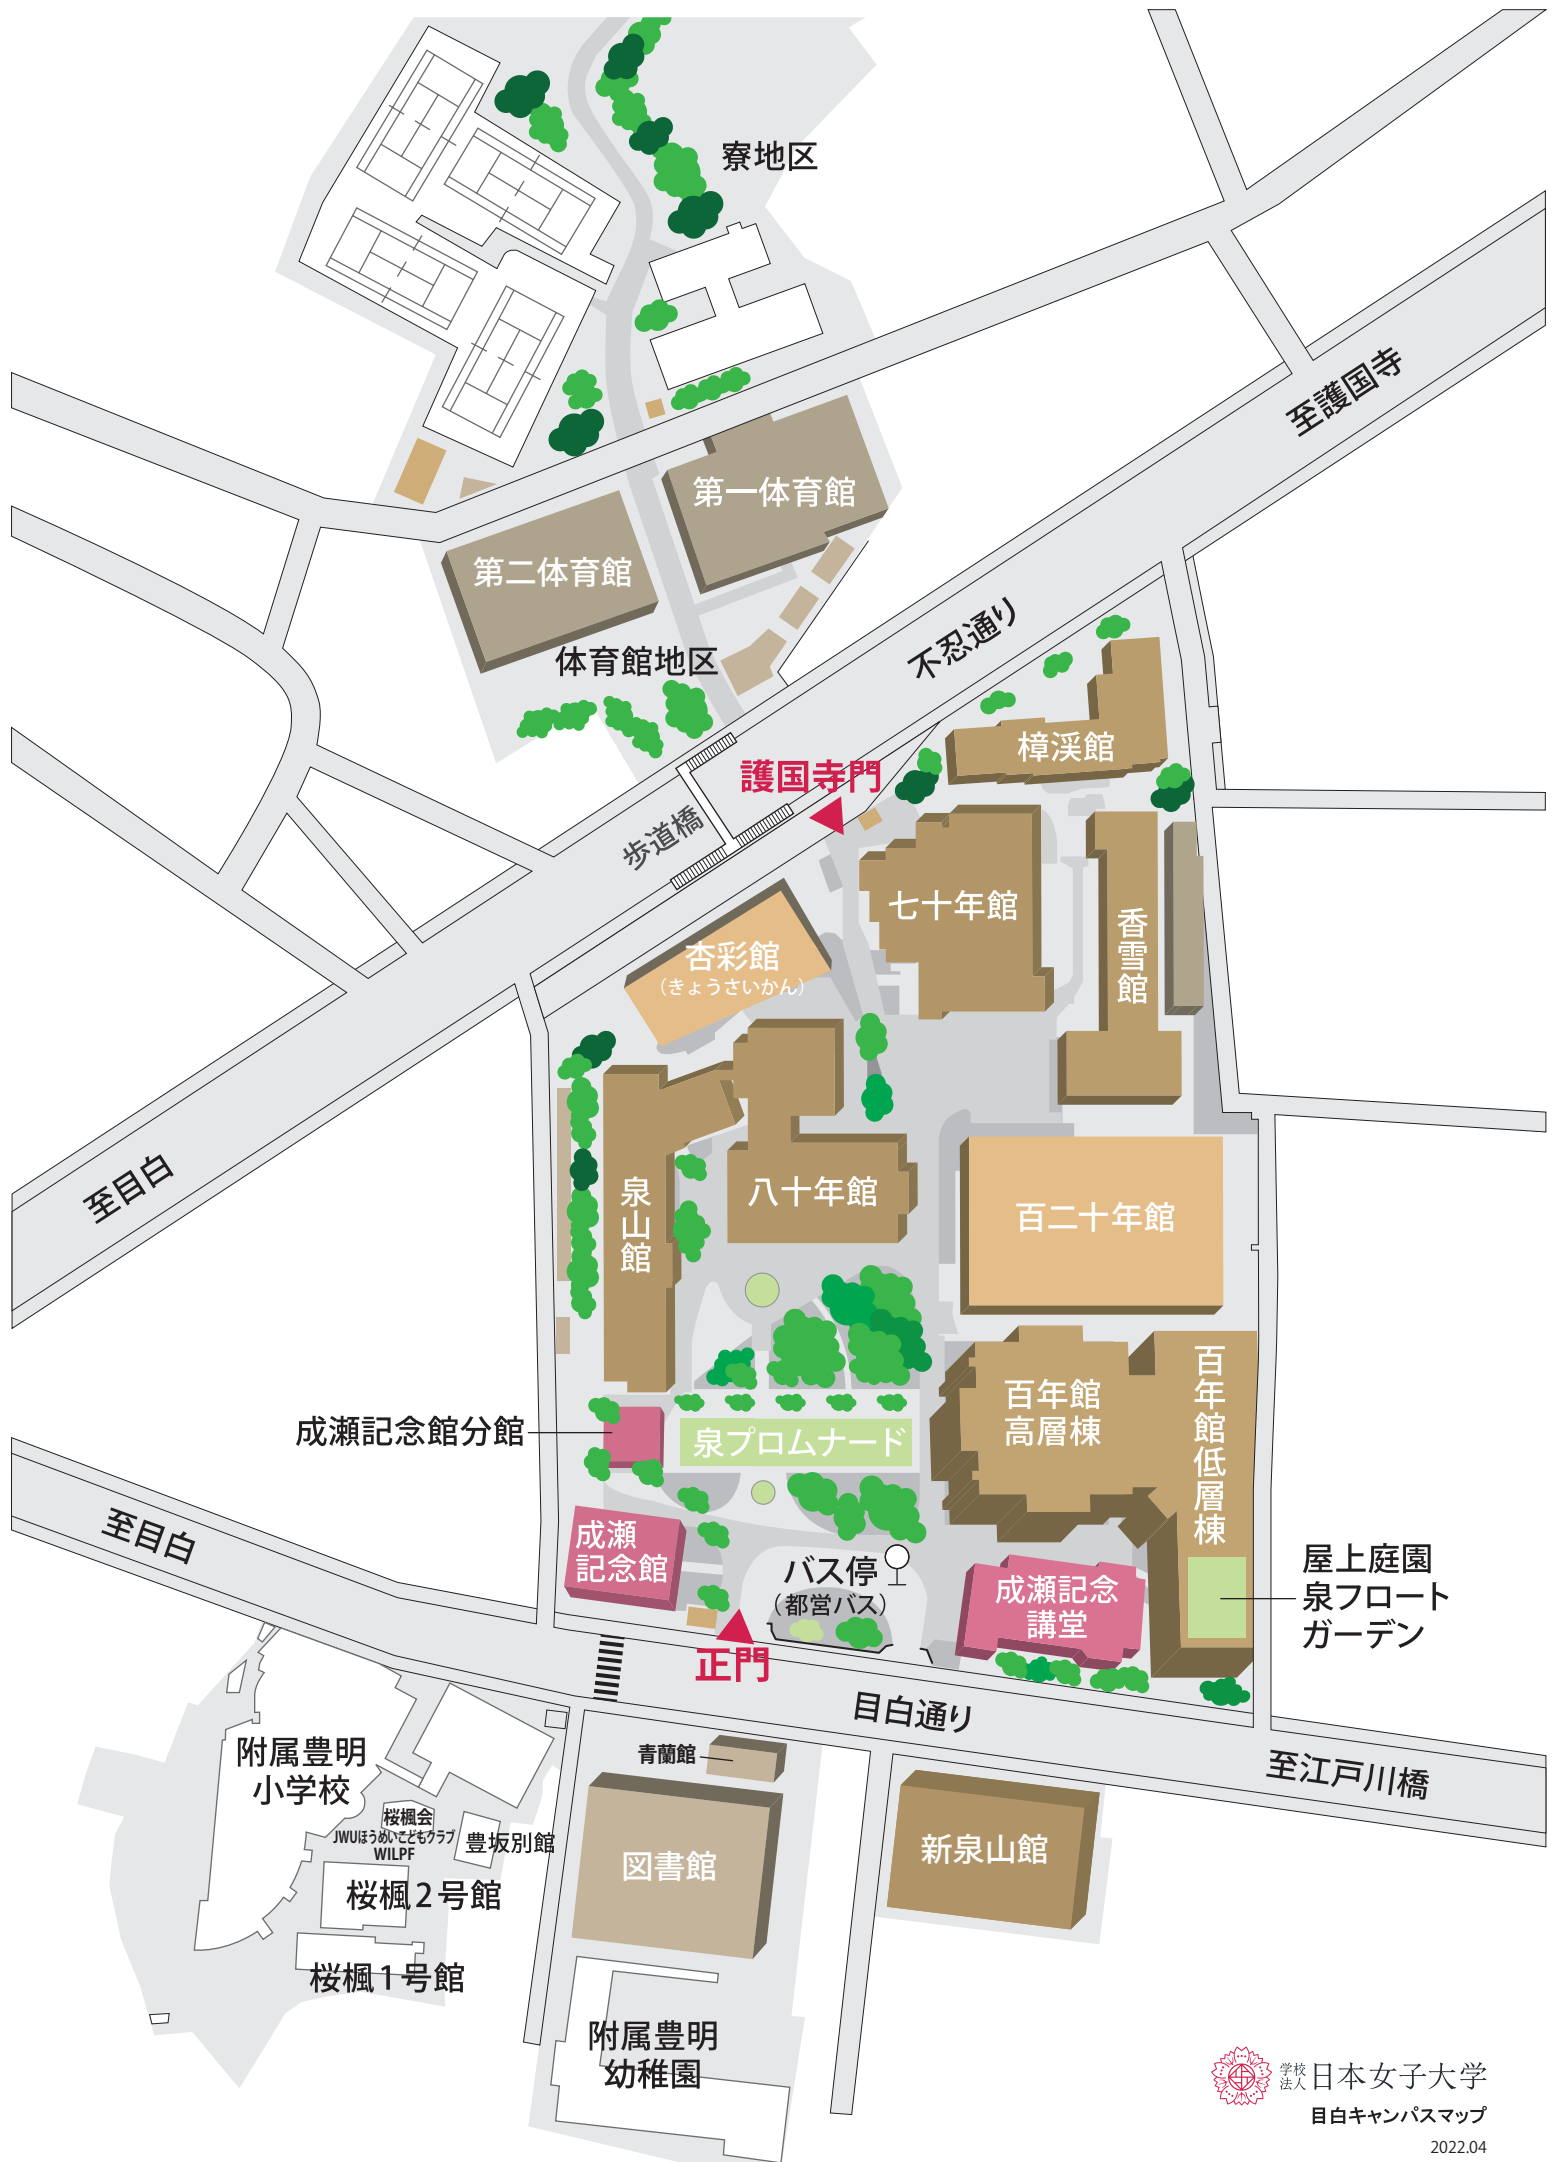 寮地区
至護国寺
第一体育館
第二体育館
体育館地区
不忍通り
樟渓館
護国寺門
歩道橋
七十年館
香雪館
杏彩館
（きょうさいかん）
至目白
泉山館
八十年館
百二十年館
百年館
高層棟
百年館低層棟
成瀬記念館分館
泉プロムナード
至目白
成瀬
記念館
バス停
（都営バス）
成瀬記念
講堂
屋上庭園
泉フロート
ガーデン
正門
目白通り
至江戸川橋
青蘭館
附属豊明
小学校
桜楓会
JWUほうめいこどもクラブ
WILPF
豊坂別館
図書館
新泉山館
桜楓2号館
桜楓1号館
附属豊明
幼稚園
学校
法人
日本女子大学
目白キャンパスマップ
2022.04